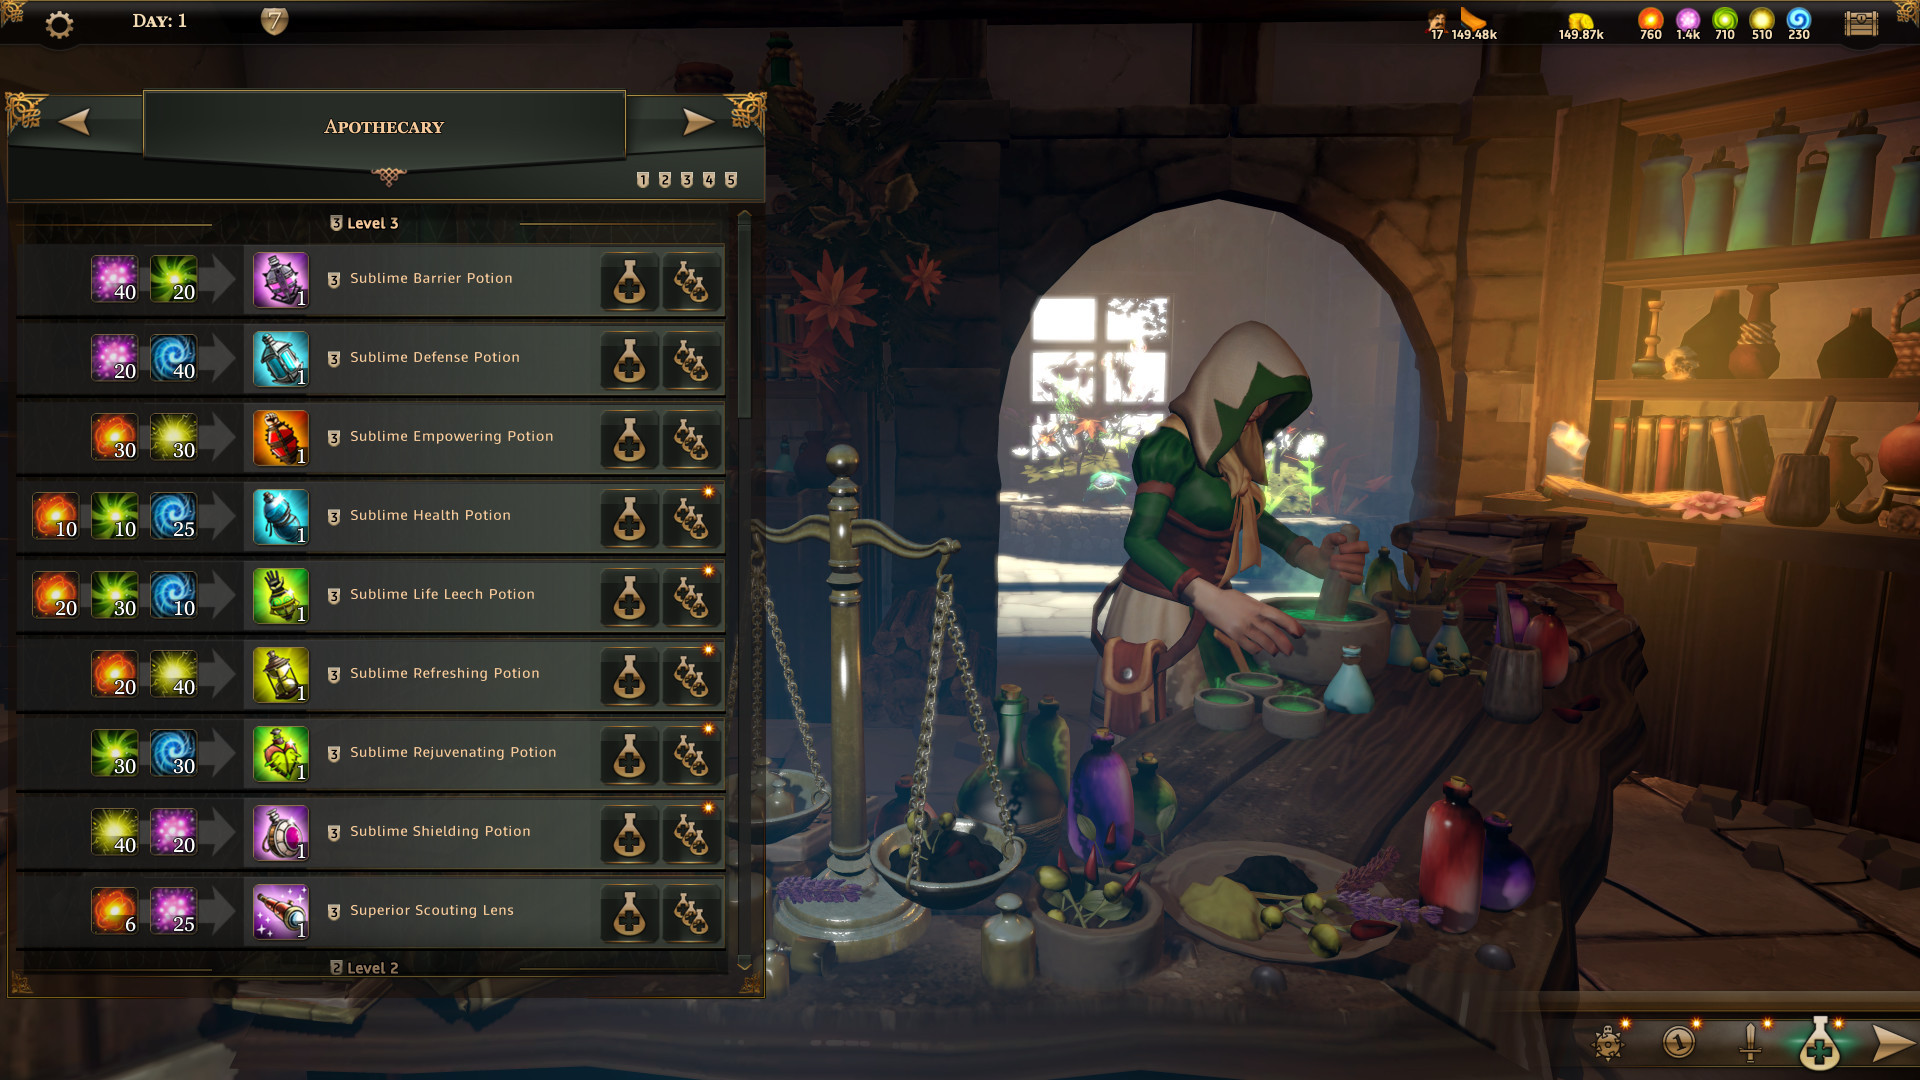 DAY: 1
7
17 149.48k 149.87k 760 1.4k 710 510 230
APOTHECARY
1 2 3 4 5
3 Level 3
40 20 1 3 Sublime Barrier Potion
20 40 1 3 Sublime Defense Potion
30 30 1 3 Sublime Empowering Potion
10 10 25 1 3 Sublime Health Potion
20 30 10 1 3 Sublime Life Leech Potion
20 40 1 3 Sublime Refreshing Potion
30 30 1 3 Sublime Rejuvenating Potion
40 20 1 3 Sublime Shielding Potion
6 25 1 3 Superior Scouting Lens
2 Level 2
1